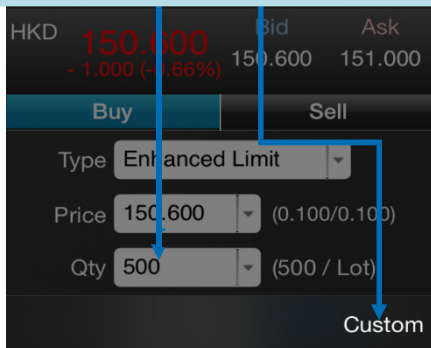 HKD 150.600 Bid Ask
- 1.000 (-0.66%) 150.600 151.000
Buy Sell
Type Enhanced Limit
Price 150.600 (0.100/0.100)
Qty 500 (500 / Lot)
Custom